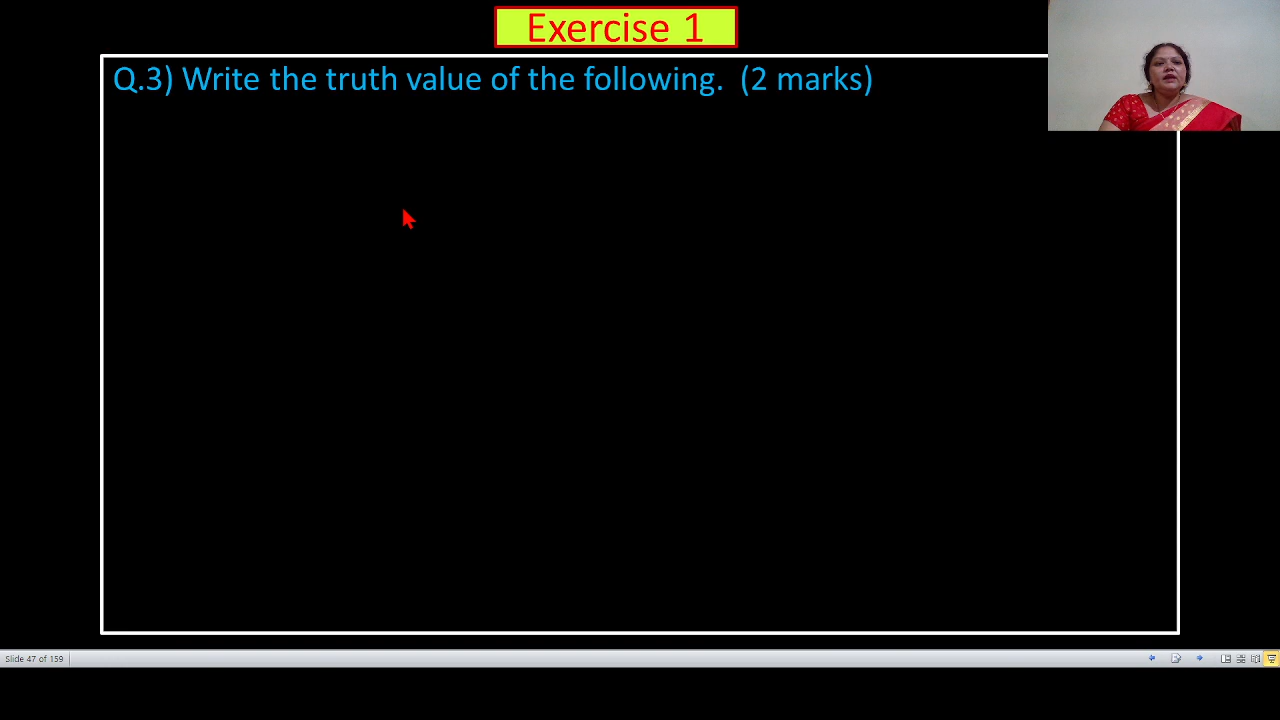 Exercise 1
Q.3) Write the truth value of the following. (2 marks)
Slide 47 of 159